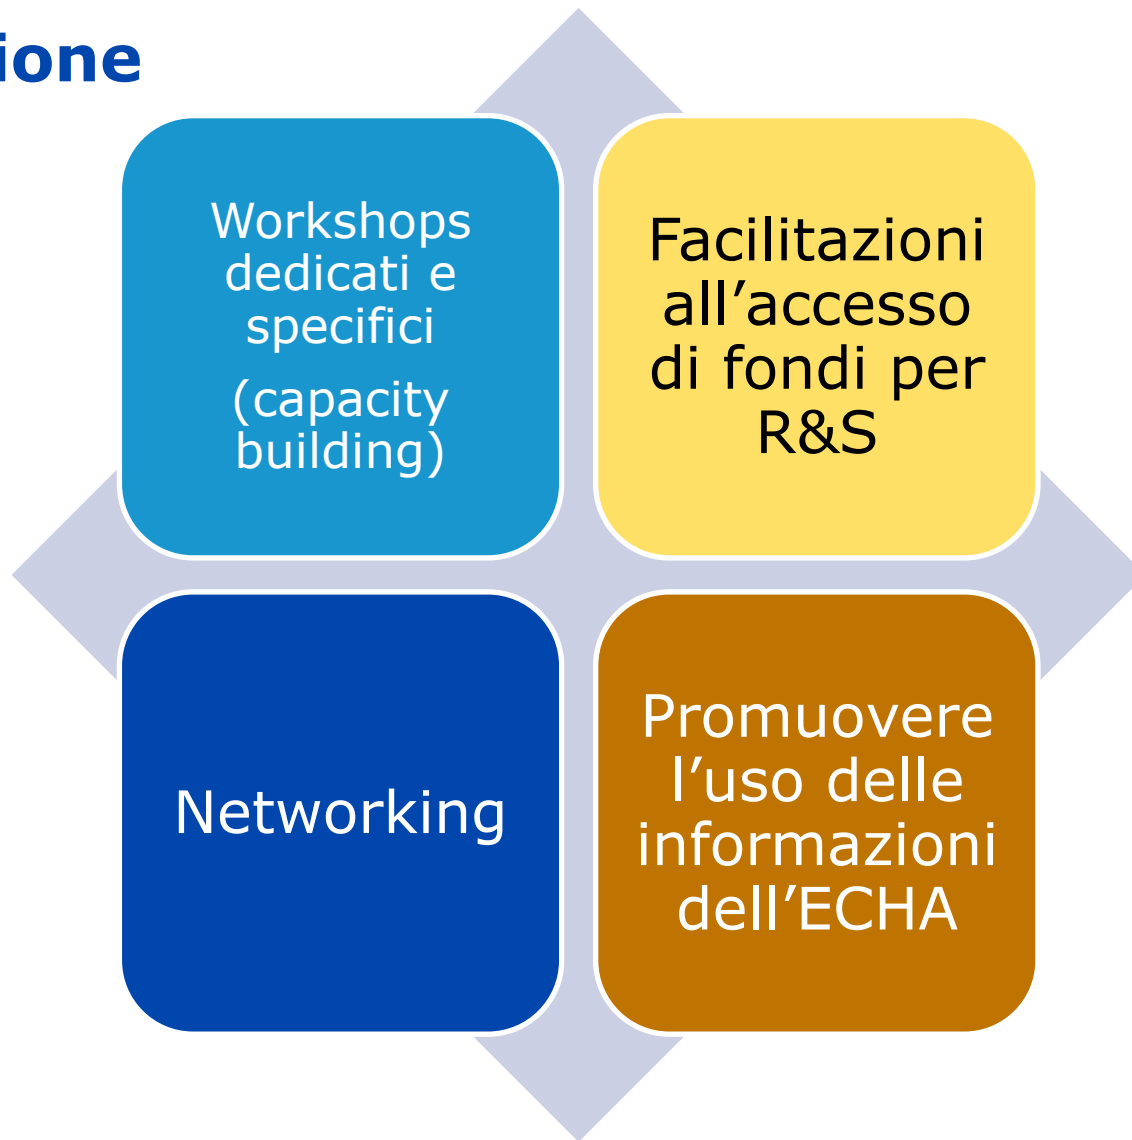 ione
Workshops
dedicati e
specifici
(capacity
building)
Facilitazioni
all’accesso
di fondi per
R&S
Networking
Promuovere
l’uso delle
informazioni
dell’ECHA